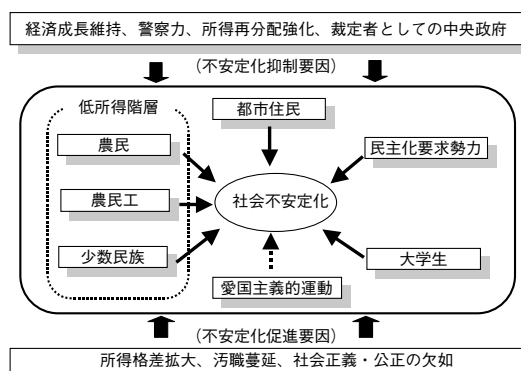 経済成長維持、警察力、所得再分配強化、裁定者としての中央政府
（不安定化抑制要因）
低所得階層
都市住民
農民
民主化要求勢力
農民工
社会不安定化
少数民族
大学生
愛国主義的運動
（不安定化促進要因）
所得格差拡大、汚職蔓延、社会正義・公正の欠如